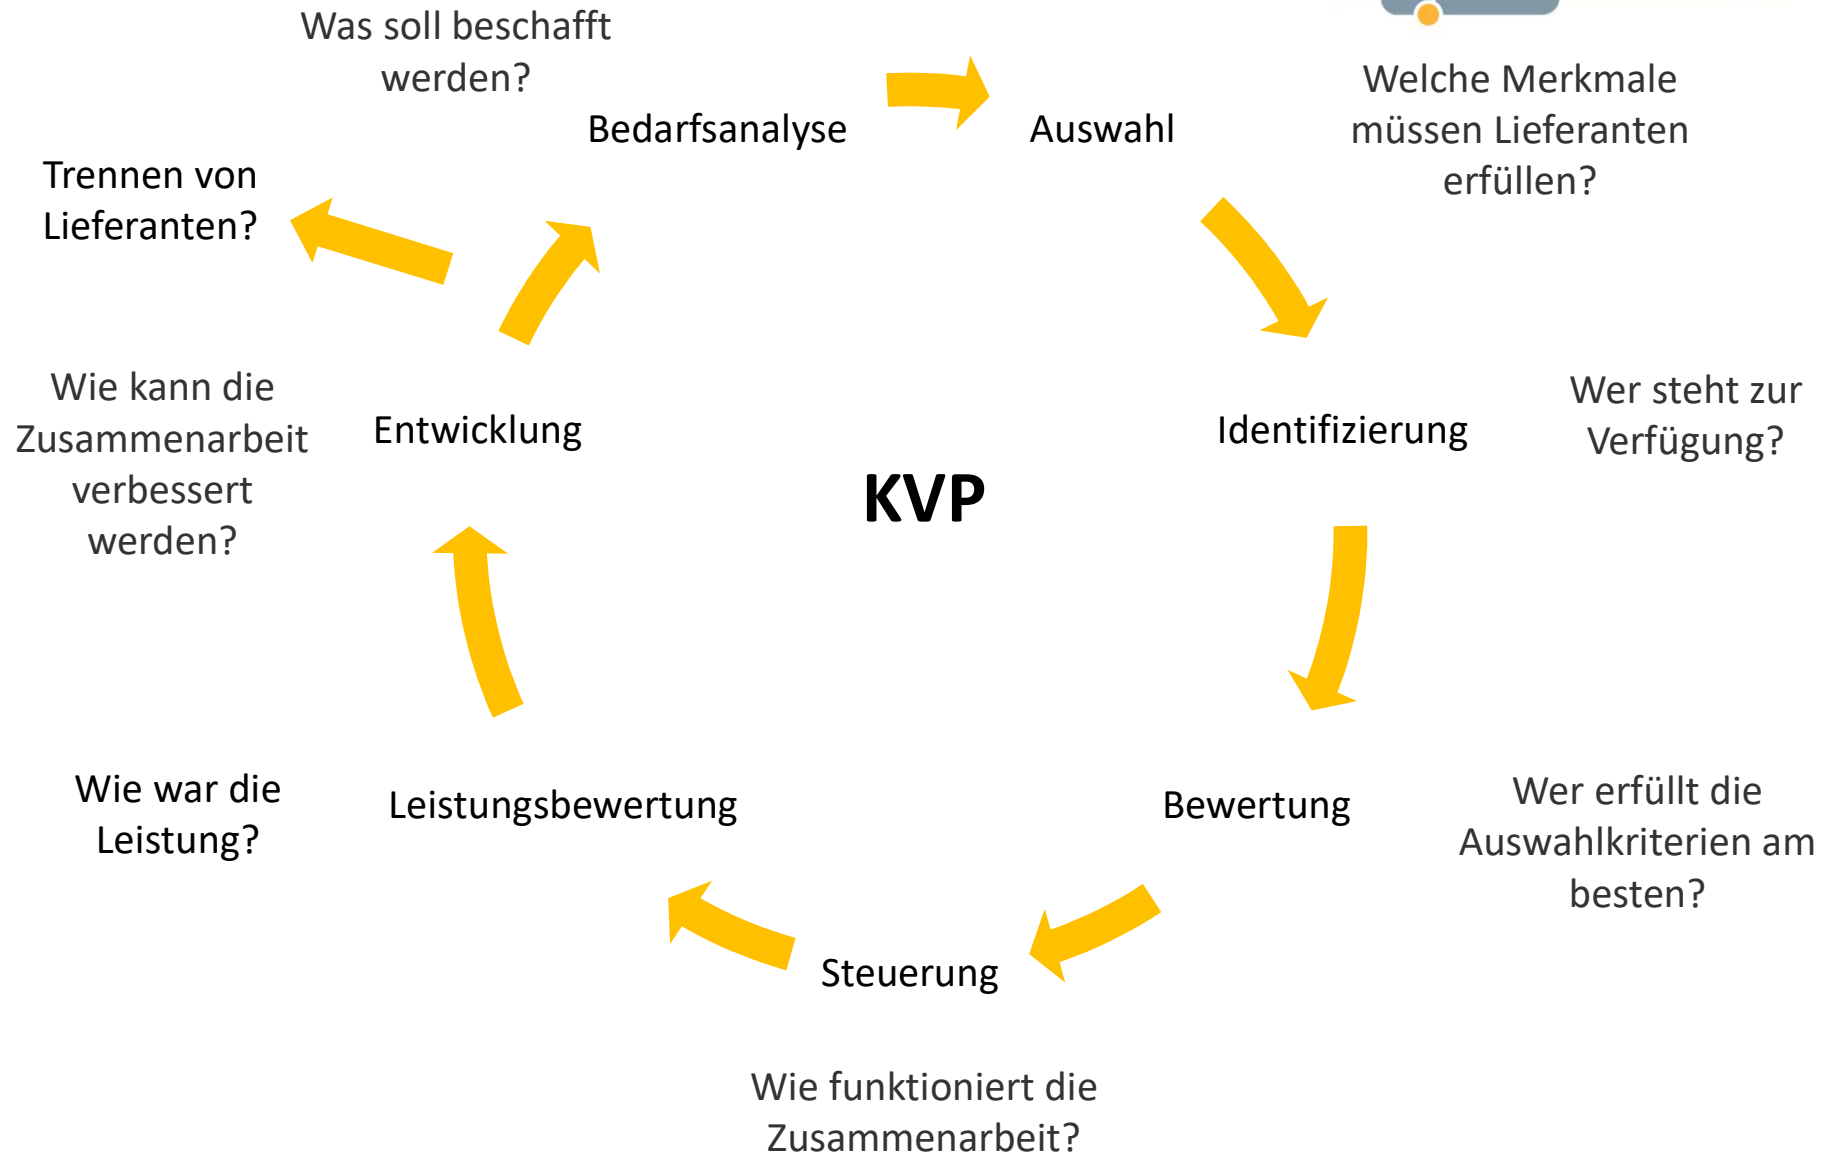 Was soll beschafft
werden?
Bedarfsanalyse
Auswahl
Welche Merkmale
müssen Lieferanten
erfüllen?
Trennen von
Lieferanten?
Wie kann die
Zusammenarbeit
verbessert
werden?
Entwicklung
Identifizierung
Wer steht zur
Verfügung?
KVP
Wie war die
Leistung?
Leistungsbewertung
Bewertung
Wer erfüllt die
Auswahlkriterien am
besten?
Steuerung
Wie funktioniert die
Zusammenarbeit?